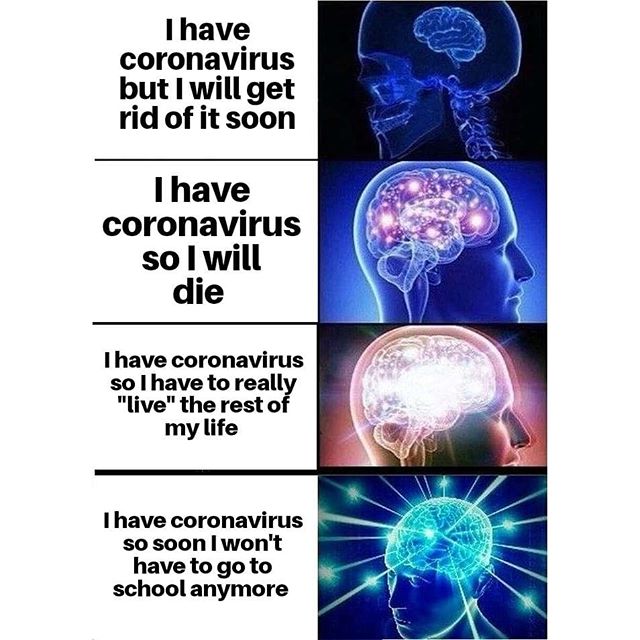 I have
coronavirus
but I will get
rid of it soon
I have
coronavirus
so I will
die
I have coronavirus
so I have to really
"live" the rest of
my life
I have coronavirus
so soon I won't
have to go to
school anymore